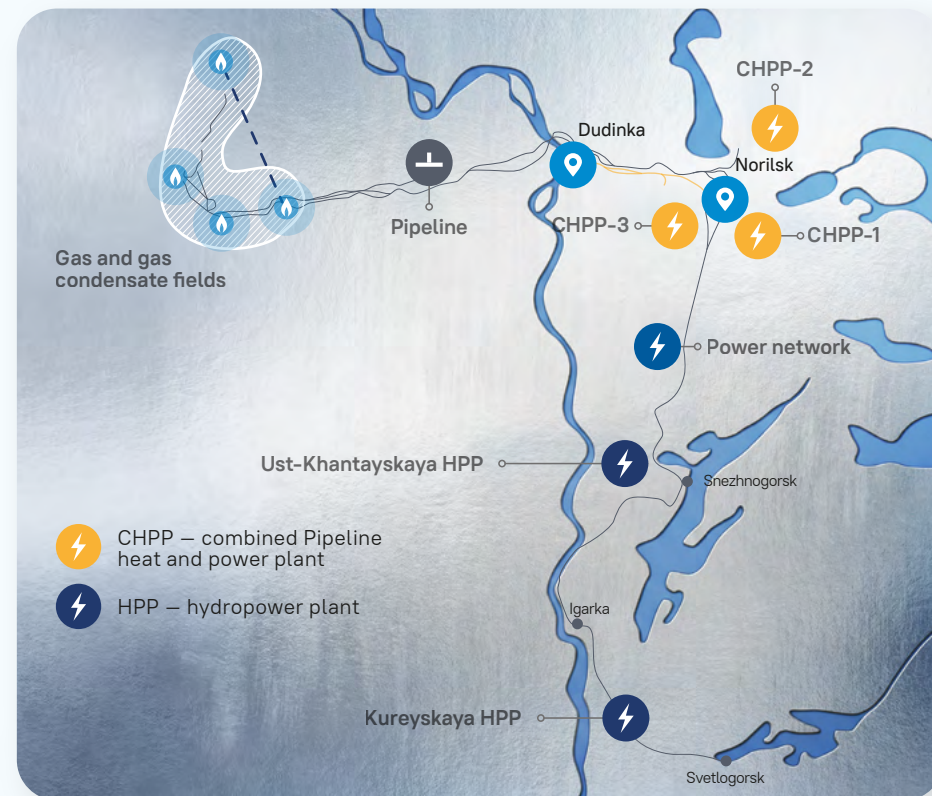 CHPP-2
Dudinka
Norilsk
Pipeline
CHPP-3
CHPP-1
Gas and gas
condensate fields
Power network
Ust-Khantayskaya HPP
Snezhnogorsk
CHPP — combined Pipeline
heat and power plant
HPP — hydropower plant
Igarka
Kureyskaya HPP
Svetlogorsk